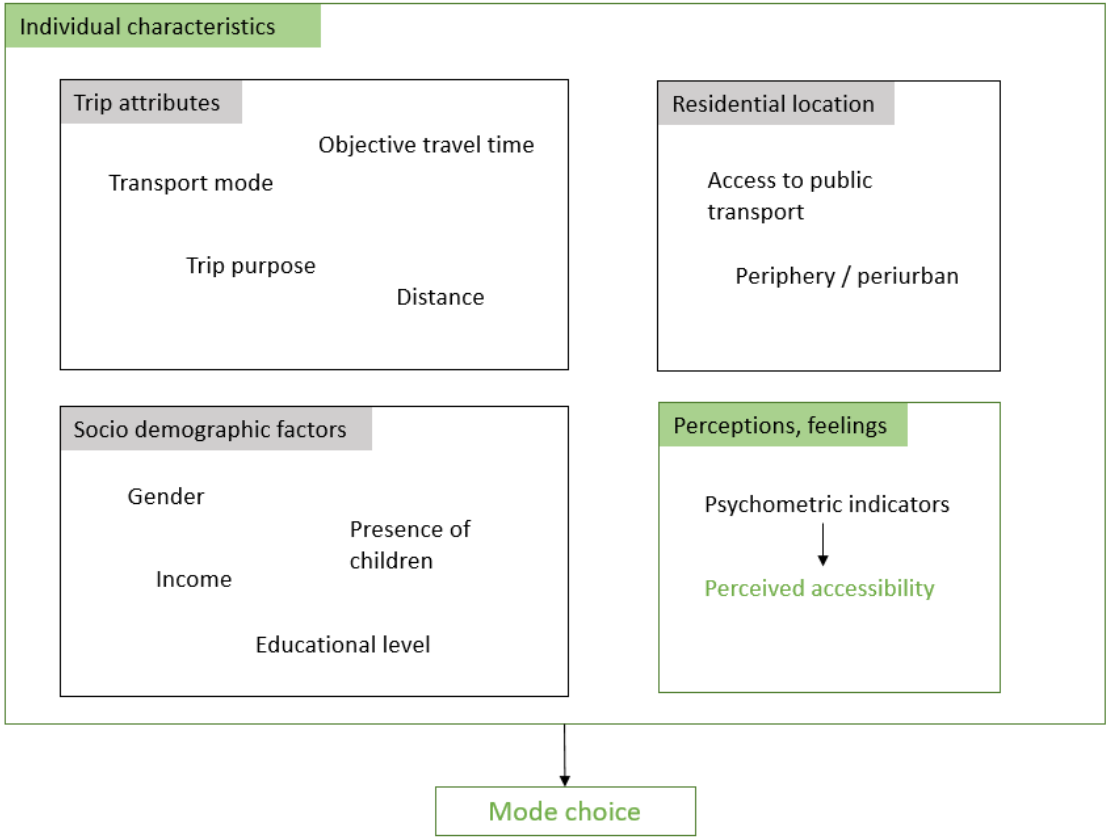 Individual characteristics
Trip attributes
Objective travel time
Transport mode
Trip purpose
Distance
Residential location
Access to public
transport
Periphery / periurban
Socio demographic factors
Gender
Presence of
children
Income
Educational level
Perceptions, feelings
Psychometric indicators
Perceived accessibility
Mode choice